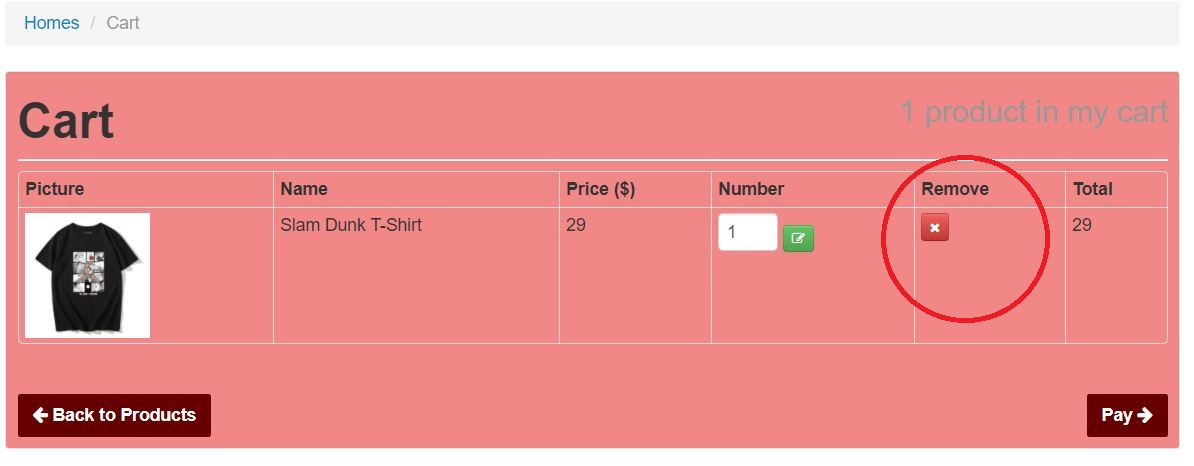 Homes / Cart
Cart
1 product in my cart
Picture Name Price ($) Number Remove Total
Slam Dunk T-Shirt 29 1 29
Back to Products
Pay